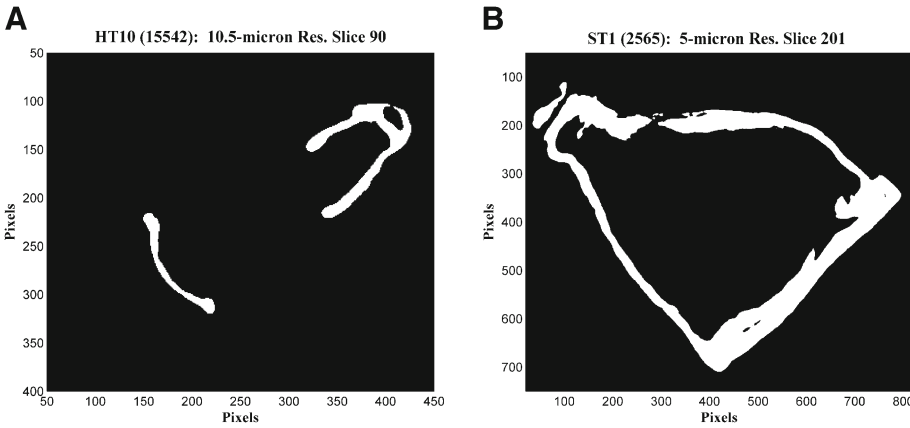 A
HT10 (15542): 10.5-micron Res. Slice 90
50
100
150
200
250
300
350
400
Pixels
50 100 150 200 250 300 350 400 450
Pixels
B
ST1 (2565): 5-micron Res. Slice 201
100
200
300
400
500
600
700
Pixels
100 200 300 400 500 600 700 800
Pixels